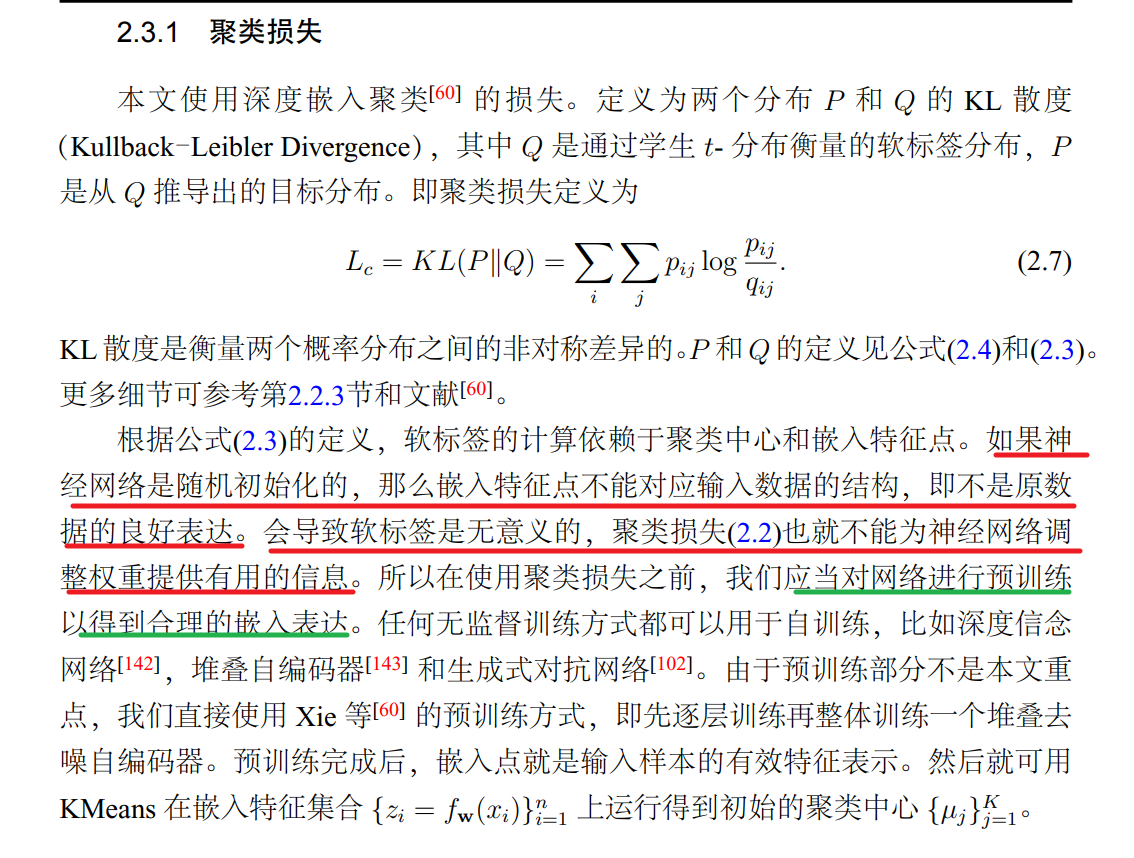 2.3.1 聚类损失
本文使用深度嵌入聚类[60] 的损失。定义为两个分布 P 和 Q 的 KL 散度
（Kullback-Leibler Divergence），其中 Q 是通过学生 t- 分布衡量的软标签分布，P
是从 Q 推导出的目标分布。即聚类损失定义为
L_c = KL(P∥Q) = ∑_i ∑_j p_{ij} log \frac{p_{ij}}{q_{ij}}. (2.7)
KL 散度是衡量两个概率分布之间的非对称差异的。P 和 Q 的定义见公式(2.4)和(2.3)。
更多细节可参考第2.2.3节和文献[60]。
根据公式(2.3)的定义，软标签的计算依赖于聚类中心和嵌入特征点。如果神
经网络是随机初始化的，那么嵌入特征点不能对应输入数据的结构，即不是原数
据的良好表达。会导致软标签是无意义的，聚类损失(2.2)也就不能为神经网络调
整权重提供有用的信息。所以在使用聚类损失之前，我们应当对网络进行预训练
以得到合理的嵌入表达。任何无监督训练方式都可以用于自训练，比如深度信念
网络[142]，堆叠自编码器[143] 和生成式对抗网络[102]。由于预训练部分不是本文重
点，我们直接使用 Xie 等[60] 的预训练方式，即先逐层训练再整体训练一个堆叠去
噪自编码器。预训练完成后，嵌入点就是输入样本的有效特征表示。然后就可用
KMeans 在嵌入特征集合 {z_i = f_w(x_i)}_{i=1}^n 上运行得到初始的聚类中心 {μ_j}_{j=1}^K。